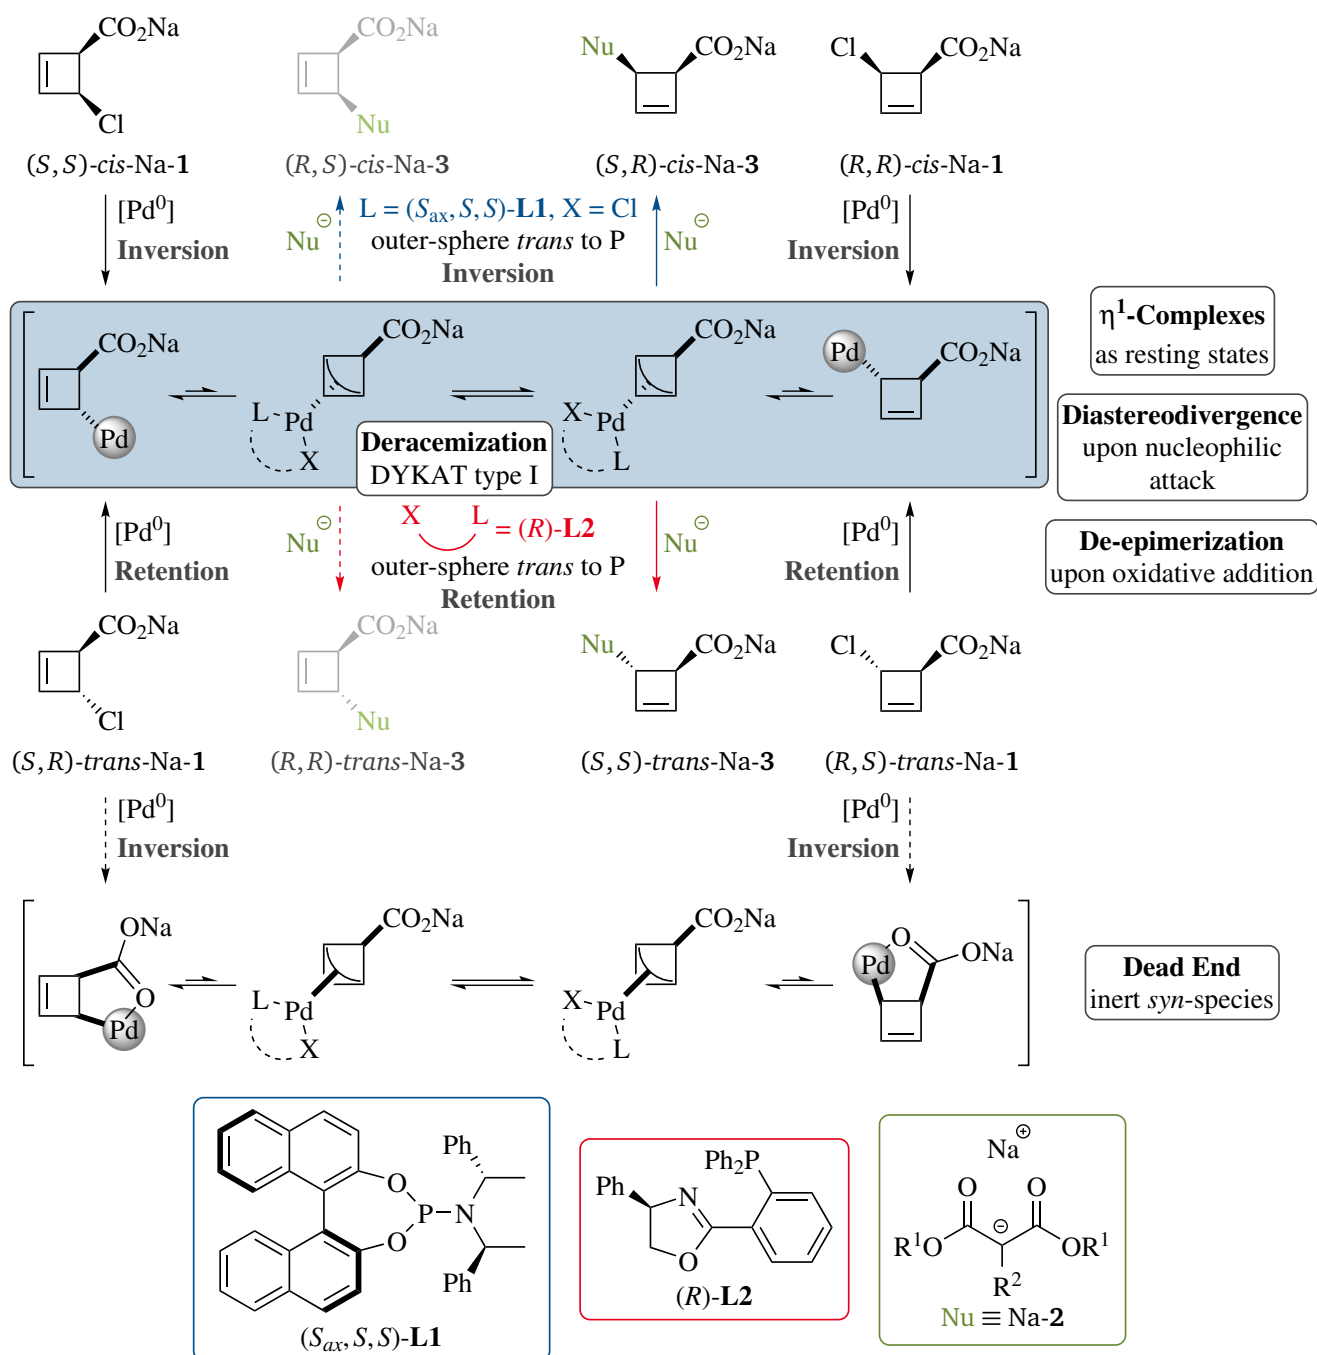 CO2Na CO2Na Nu CO2Na Cl CO2Na
Cl Nu
(S,S)-cis-Na-1 (R,S)-cis-Na-3 (S,R)-cis-Na-3 (R,R)-cis-Na-1
[Pd⁰] Nu⊖ L = (Sax,S,S)-L1, X = Cl Nu⊖ [Pd⁰]
Inversion outer-sphere trans to P Inversion
Inversion
CO2Na CO2Na CO2Na Pd CO2Na
Pd L Pd X X Pd L
η¹-Complexes
as resting states
Deracemization
DYKAT type I
Diastereodivergence
upon nucleophilic
attack
[Pd⁰] Nu⊖ X L = (R)-L2 Nu⊖ [Pd⁰]
Retention outer-sphere trans to P Retention
Retention
De-epimerization
upon oxidative addition
CO2Na CO2Na Nu CO2Na Cl CO2Na
Cl Nu
(S,R)-trans-Na-1 (R,R)-trans-Na-3 (S,S)-trans-Na-3 (R,S)-trans-Na-1
[Pd⁰] [Pd⁰]
Inversion Inversion
ONa CO2Na CO2Na O ONa
O Pd L Pd X X Pd L Pd
Dead End
inert syn-species
Ph
O
P N
O
Ph
(Sax,S,S)-L1
Ph2P
Ph
N
O
(R)-L2
Na⊕
O O
R¹O ⊖ OR¹
R²
Nu ≡ Na-2